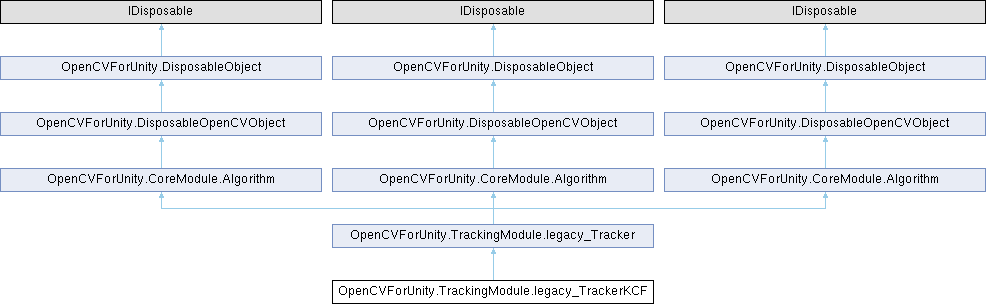 IDisposable
IDisposable
IDisposable
OpenCVForUnity.DisposableObject
OpenCVForUnity.DisposableObject
OpenCVForUnity.DisposableObject
OpenCVForUnity.DisposableOpenCVObject
OpenCVForUnity.DisposableOpenCVObject
OpenCVForUnity.DisposableOpenCVObject
OpenCVForUnity.CoreModule.Algorithm
OpenCVForUnity.CoreModule.Algorithm
OpenCVForUnity.CoreModule.Algorithm
OpenCVForUnity.TrackingModule.legacy_Tracker
OpenCVForUnity.TrackingModule.legacy_TrackerKCF